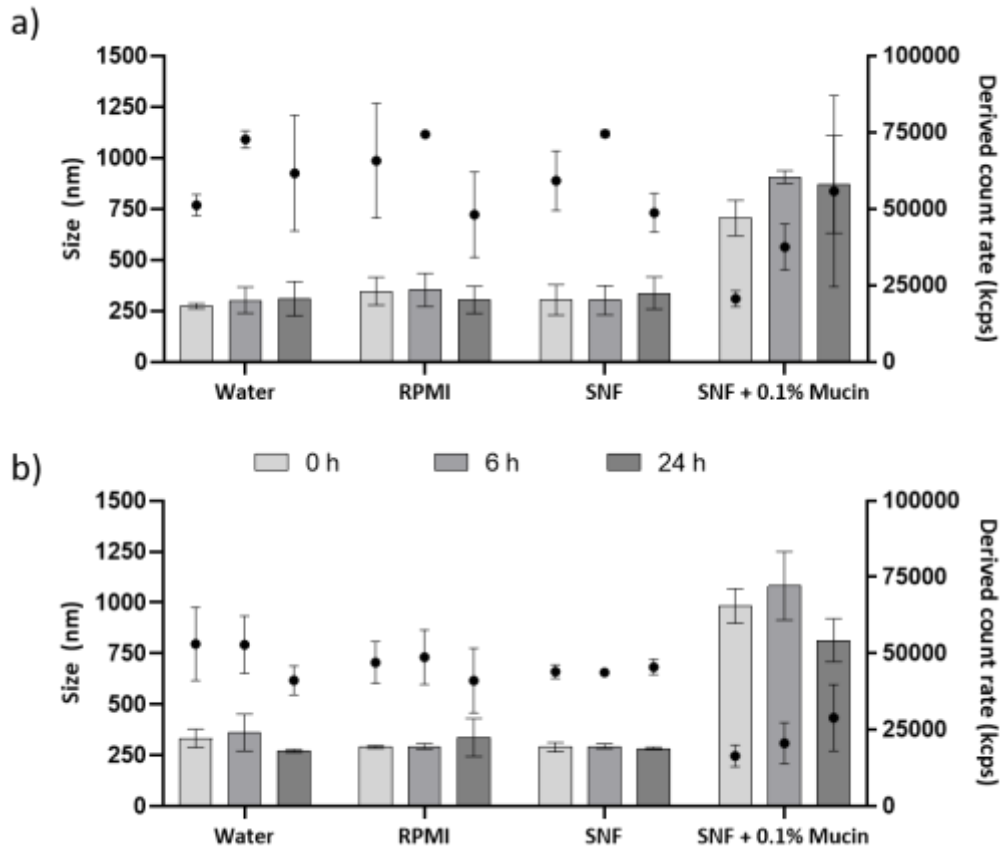 a)
Size (nm)
1500
1250
1000
750
500
250
0
100000
75000
50000
25000
0
Derived count rate (kcps)
Water RPMI SNF SNF + 0.1% Mucin
0 h 6 h 24 h
b)
Size (nm)
1500
1250
1000
750
500
250
0
100000
75000
50000
25000
0
Derived count rate (kcps)
Water RPMI SNF SNF + 0.1% Mucin